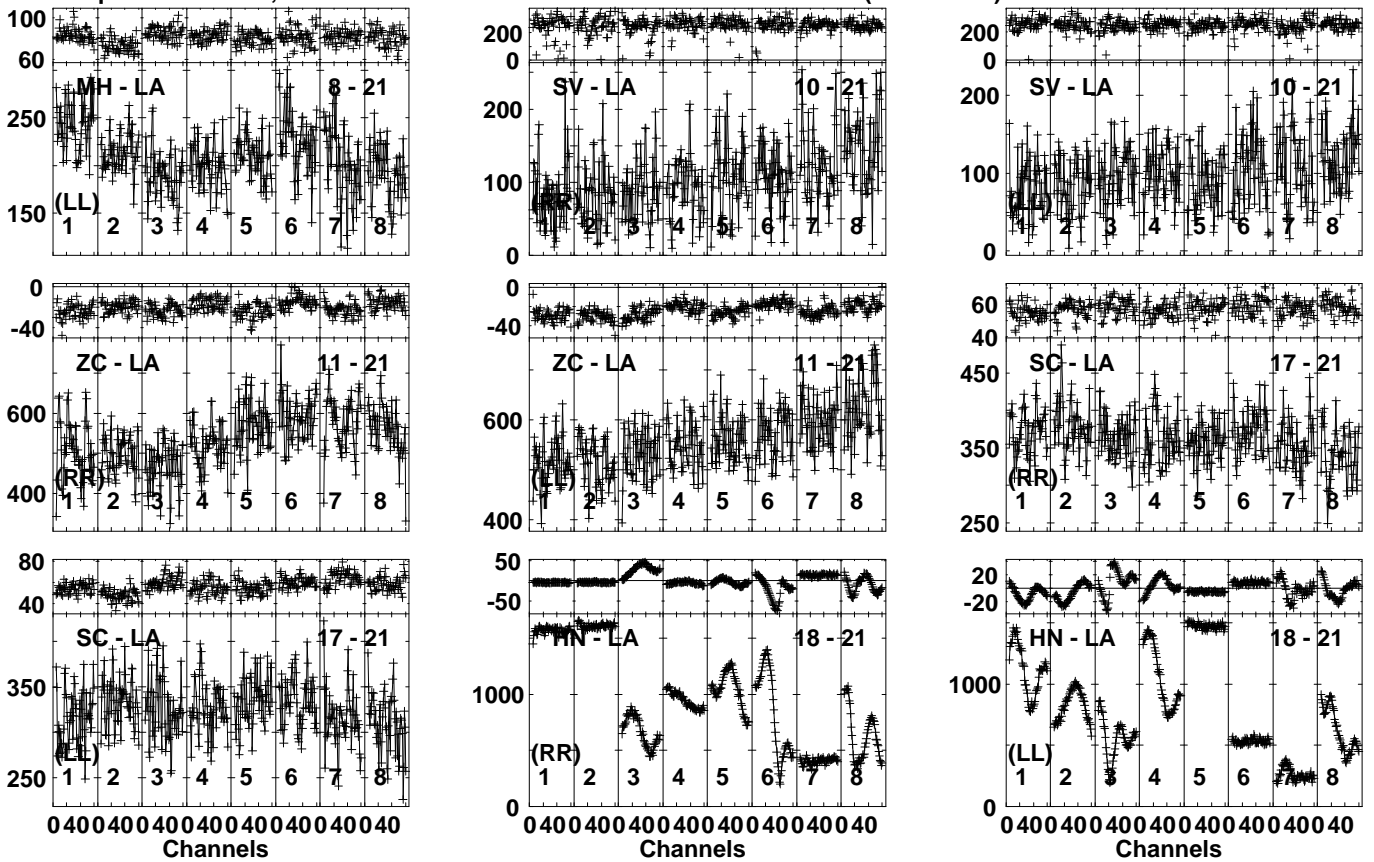 100
60
MH - LA 8 - 21
250
150
(LL)
1 2 3 4 5 6 7 8
200
0
SV - LA 10 - 21
200
100
0
(RR)
1 2 3 4 5 6 7 8
200
0
SV - LA 10 - 21
200
100
0
(LL)
1 2 3 4 5 6 7 8
0
-40
ZC - LA 11 - 21
600
400
(RR)
1 2 3 4 5 6 7 8
0
-40
ZC - LA 11 - 21
600
400
(LL)
1 2 3 4 5 6 7 8
60
40
SC - LA 17 - 21
450
350
250
(RR)
1 2 3 4 5 6 7 8
80
40
SC - LA 17 - 21
350
250
(LL)
1 2 3 4 5 6 7 8
0 40 0 40 0 40 0 40 0 40 0 40 0 40 0 40
Channels
50
-50
HN - LA 18 - 21
1000
0
(RR)
1 2 3 4 5 6 7 8
0 40 0 40 0 40 0 40 0 40 0 40 0 40 0 40
Channels
20
-20
HN - LA 18 - 21
1000
0
(LL)
1 2 3 4 5 6 7 8
0 40 0 40 0 40 0 40 0 40 0 40 0 40 0 40
Channels